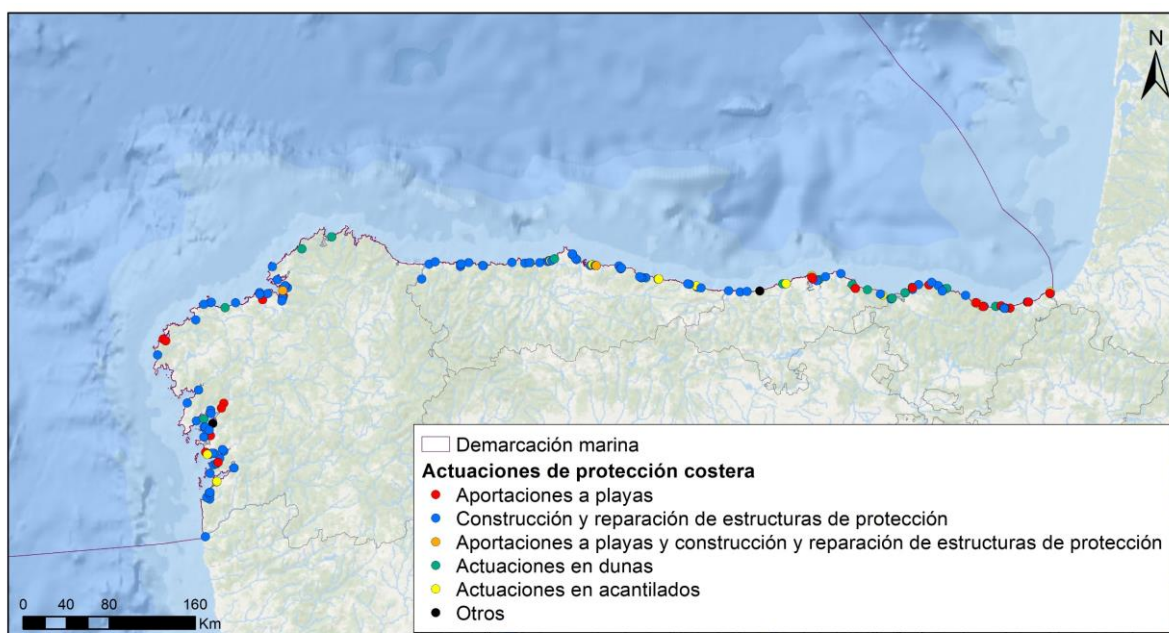 N
Demarcación marina
Actuaciones de protección costera
Aportaciones a playas
Construcción y reparación de estructuras de protección
Aportaciones a playas y construcción y reparación de estructuras de protección
Actuaciones en dunas
Actuaciones en acantilados
Otros
0 40 80 160
Km